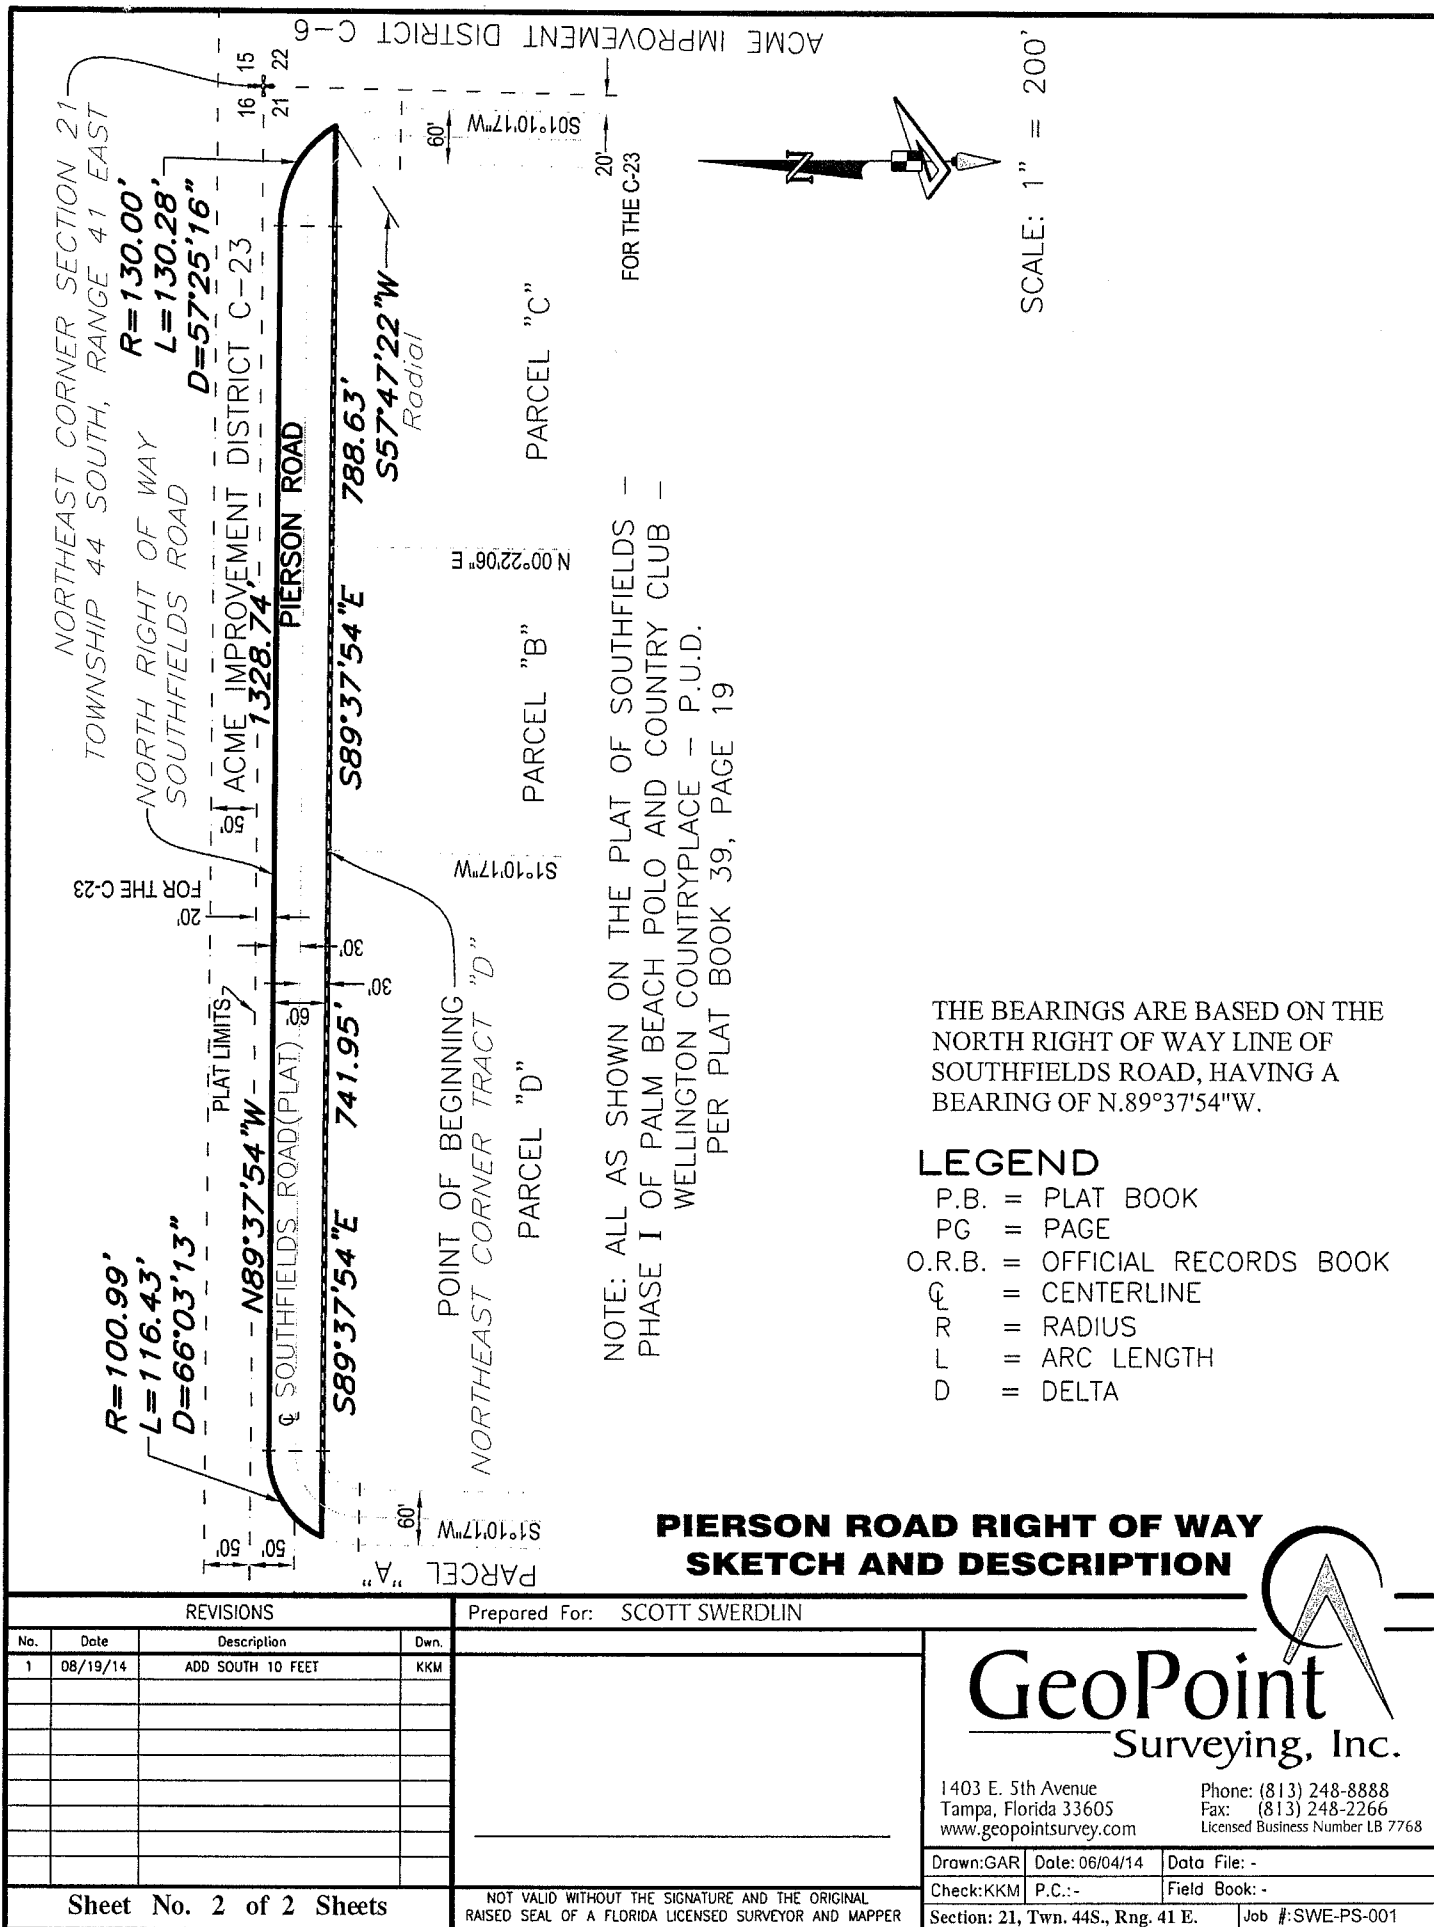 ACME IMPROVEMENT DISTRICT C-6
NORTHEAST CORNER SECTION 21
TOWNSHIP 44 SOUTH, RANGE 41 EAST
16 15
21 22
R=130.00'
L=130.28'
D=57°25'16"
NORTH RIGHT OF WAY
SOUTHFIELDS ROAD
50'
ACME IMPROVEMENT DISTRICT C-23
1328.74'
PIERSON ROAD
60'
S01°10'17"W
20'
FOR THE C-23
788.63'
S89°37'54"E
S57°47'22"W
Radial
N 00°22'06" E
PARCEL "C"
PARCEL "B"
S1°10'17"W
FOR THE C-23
20'
30'
30'
60'
PLAT LIMITS
N89°37'54"W
℄ SOUTHFIELDS ROAD(PLAT)
741.95'
S89°37'54"E
POINT OF BEGINNING
NORTHEAST CORNER TRACT "D"
PARCEL "D"
R=100.99'
L=116.43'
D=66°03'13"
50'
50'
60'
S1°10'17"W
PARCEL "A"
NOTE: ALL AS SHOWN ON THE PLAT OF SOUTHFIELDS -
PHASE I OF PALM BEACH POLO AND COUNTRY CLUB -
WELLINGTON COUNTRYPLACE - P.U.D.
PER PLAT BOOK 39, PAGE 19
N
SCALE: 1" = 200'
THE BEARINGS ARE BASED ON THE
NORTH RIGHT OF WAY LINE OF
SOUTHFIELDS ROAD, HAVING A
BEARING OF N.89°37'54"W.
LEGEND
P.B. = PLAT BOOK
PG = PAGE
O.R.B. = OFFICIAL RECORDS BOOK
℄ = CENTERLINE
R = RADIUS
L = ARC LENGTH
D = DELTA
PIERSON ROAD RIGHT OF WAY
SKETCH AND DESCRIPTION
REVISIONS
No. Date Description Dwn.
1 08/19/14 ADD SOUTH 10 FEET KKM
Sheet No. 2 of 2 Sheets
Prepared For: SCOTT SWERDLIN
NOT VALID WITHOUT THE SIGNATURE AND THE ORIGINAL
RAISED SEAL OF A FLORIDA LICENSED SURVEYOR AND MAPPER
GeoPoint
Surveying, Inc.
1403 E. 5th Avenue
Tampa, Florida 33605
www.geopointsurvey.com
Phone: (813) 248-8888
Fax: (813) 248-2266
Licensed Business Number LB 7768
Drawn:GAR Date: 06/04/14 Data File: -
Check:KKM P.C.:- Field Book: -
Section: 21, Twn. 44S., Rng. 41 E. Job #:SWE-PS-001